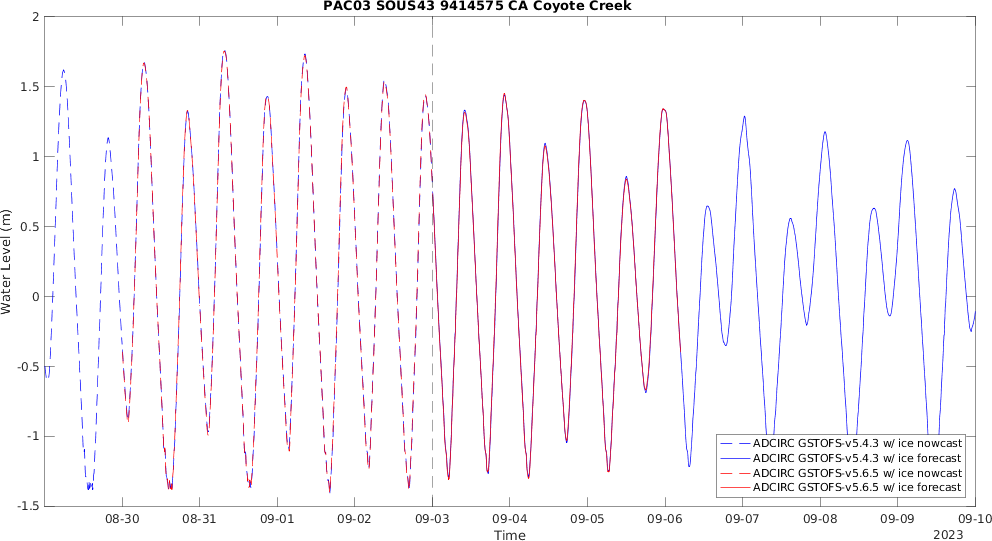 PAC03 SOUS43 9414575 CA Coyote Creek
Water Level (m)
2
1.5
1
0.5
0
-0.5
-1
-1.5
ADCIRC GSTOFS-v5.4.3 w/ ice nowcast
ADCIRC GSTOFS-v5.4.3 w/ ice forecast
ADCIRC GSTOFS-v5.6.5 w/ ice nowcast
ADCIRC GSTOFS-v5.6.5 w/ ice forecast
08-30 08-31 09-01 09-02 09-03 09-04 09-05 09-06 09-07 09-08 09-09 09-10
Time
2023